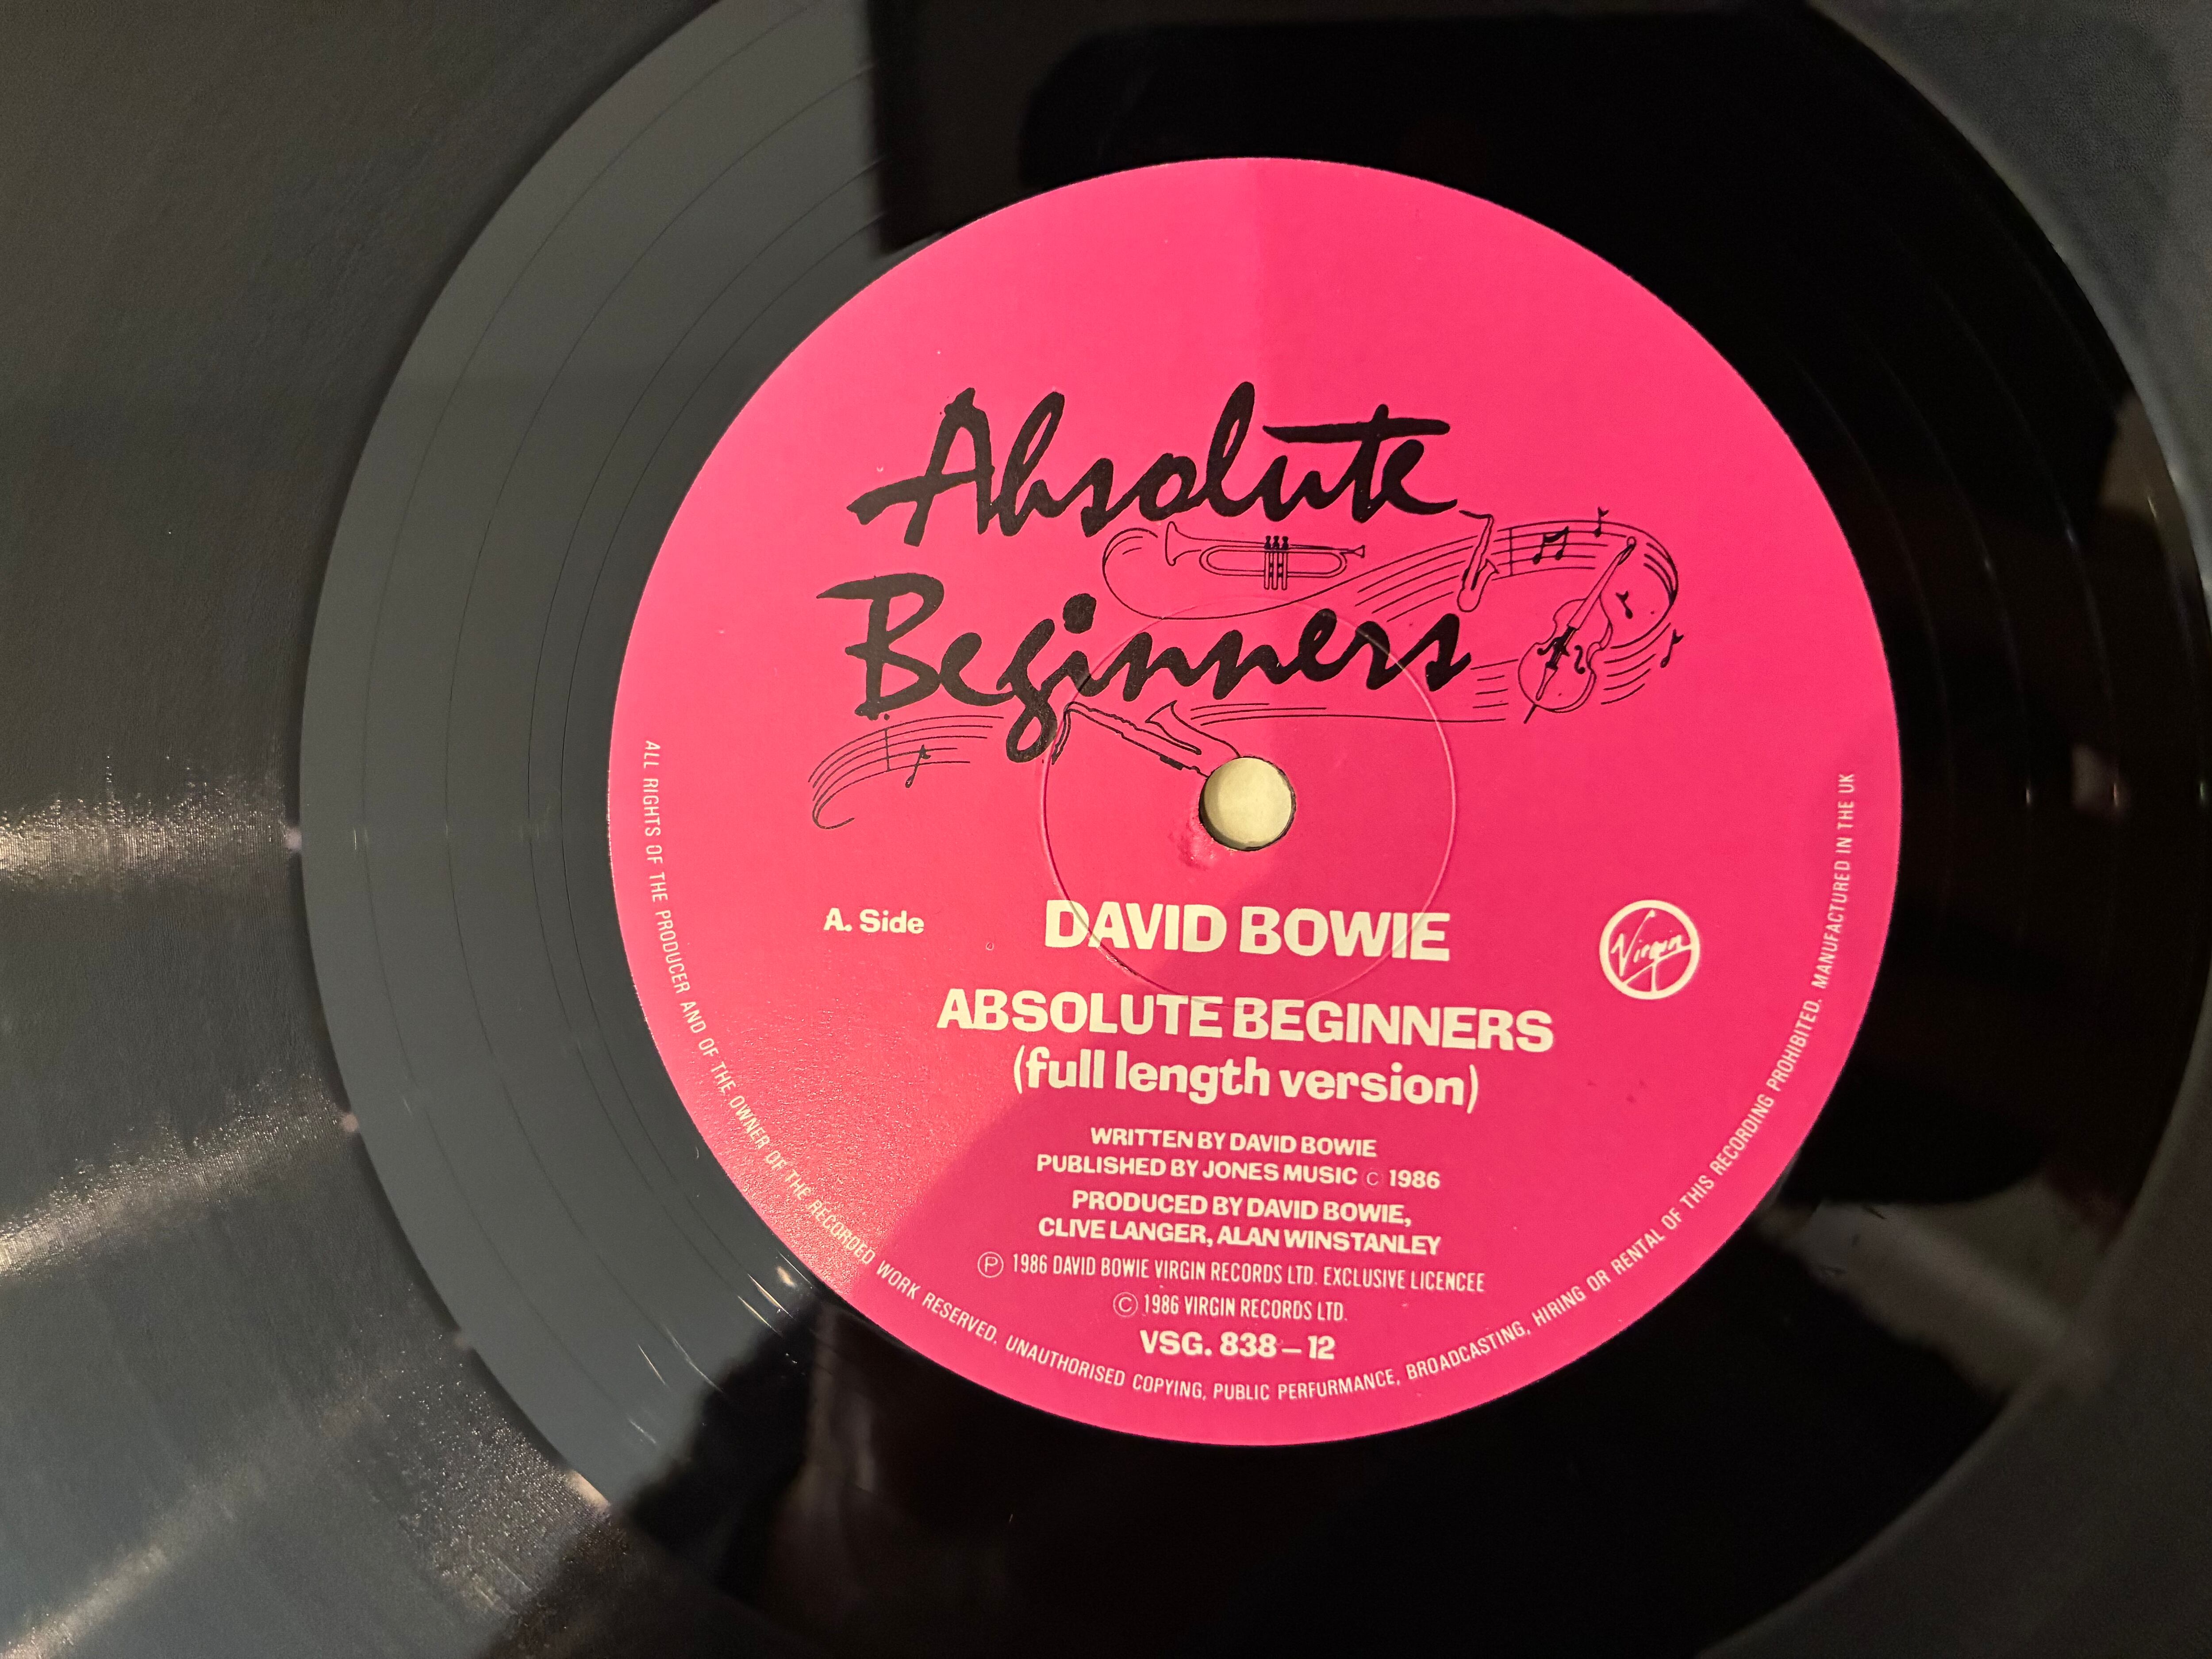 Absolute
Beginners
A. Side
DAVID BOWIE
Virgin
ABSOLUTE BEGINNERS
(full length version)
WRITTEN BY DAVID BOWIE
PUBLISHED BY JONES MUSIC © 1986
PRODUCED BY DAVID BOWIE,
CLIVE LANGER, ALAN WINSTANLEY
℗ 1986 DAVID BOWIE VIRGIN RECORDS LTD. EXCLUSIVE LICENCEE
© 1986 VIRGIN RECORDS LTD.
VSG. 838–12
ALL RIGHTS OF THE PRODUCER AND OF THE OWNER OF THE RECORDED WORK RESERVED. UNAUTHORISED COPYING, PUBLIC PERFURMANCE, BROADCASTING, HIRING OR RENTAL OF THIS RECORDING PROHIBITED. MANUFACTURED IN THE UK